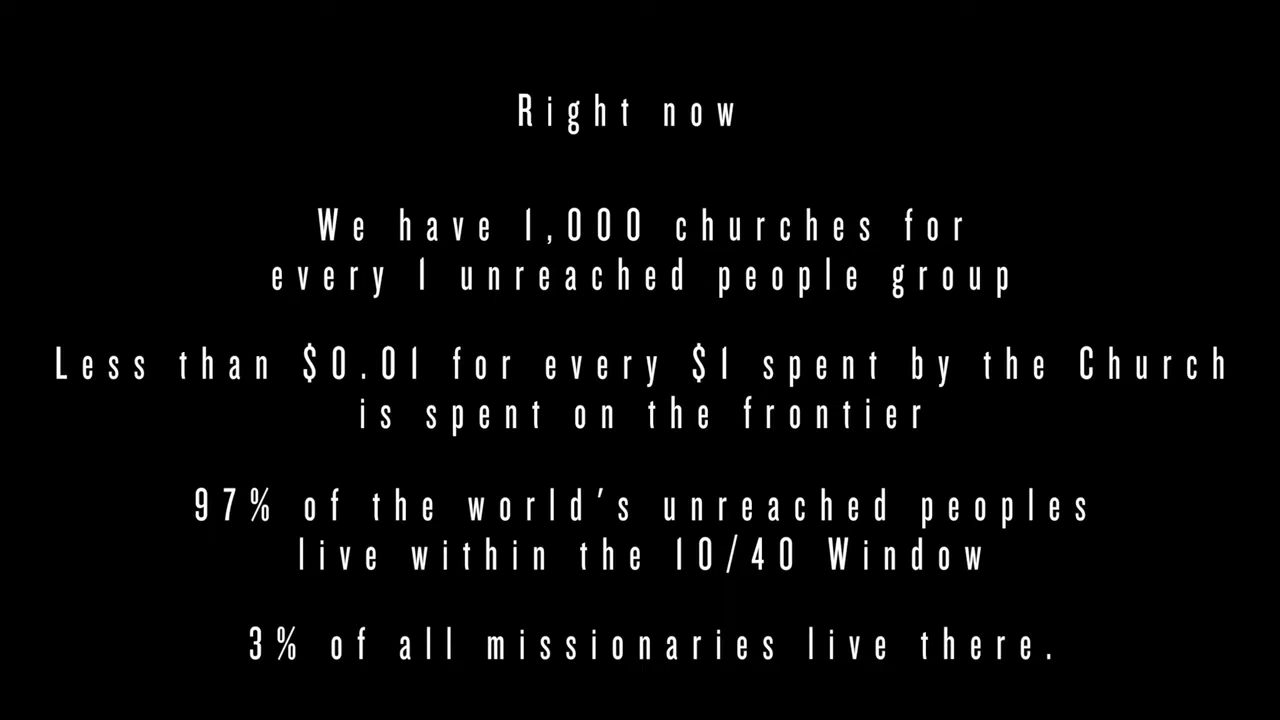 Right now
We have 1,000 churches for
every 1 unreached people group
Less than $0.01 for every $1 spent by the Church
is spent on the frontier
97% of the world's unreached peoples
live within the 10/40 Window
3% of all missionaries live there.